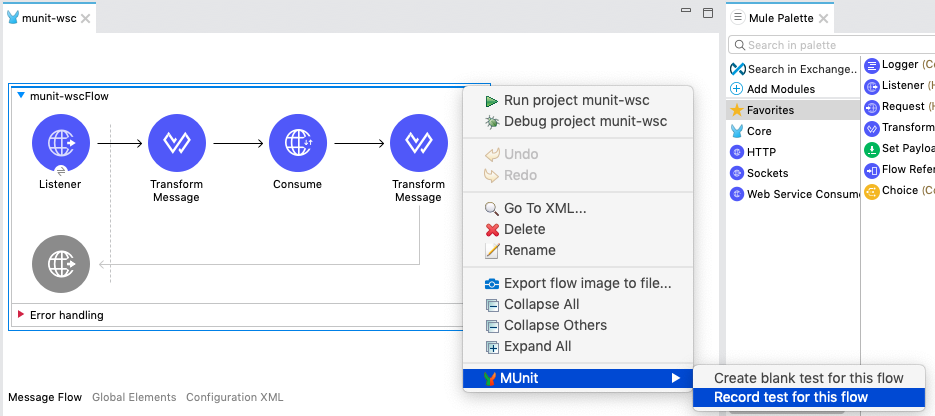 munit-wsc
munit-wscFlow
Listener
Transform
Message
Consume
Transform
Message
Error handling
Message Flow
Global Elements
Configuration XML
Run project munit-wsc
Debug project munit-wsc
Undo
Redo
Go To XML...
Delete
Rename
Export flow image to file...
Collapse All
Collapse Others
Expand All
MUnit
Create blank test for this flow
Record test for this flow
Mule Palette
Search in palette
Search in Exchange..
Add Modules
Favorites
Core
HTTP
Sockets
Web Service Consume
Logger (Co
Listener (H
Request (H
Transform
Set Payloa
Flow Refer
Choice (Co